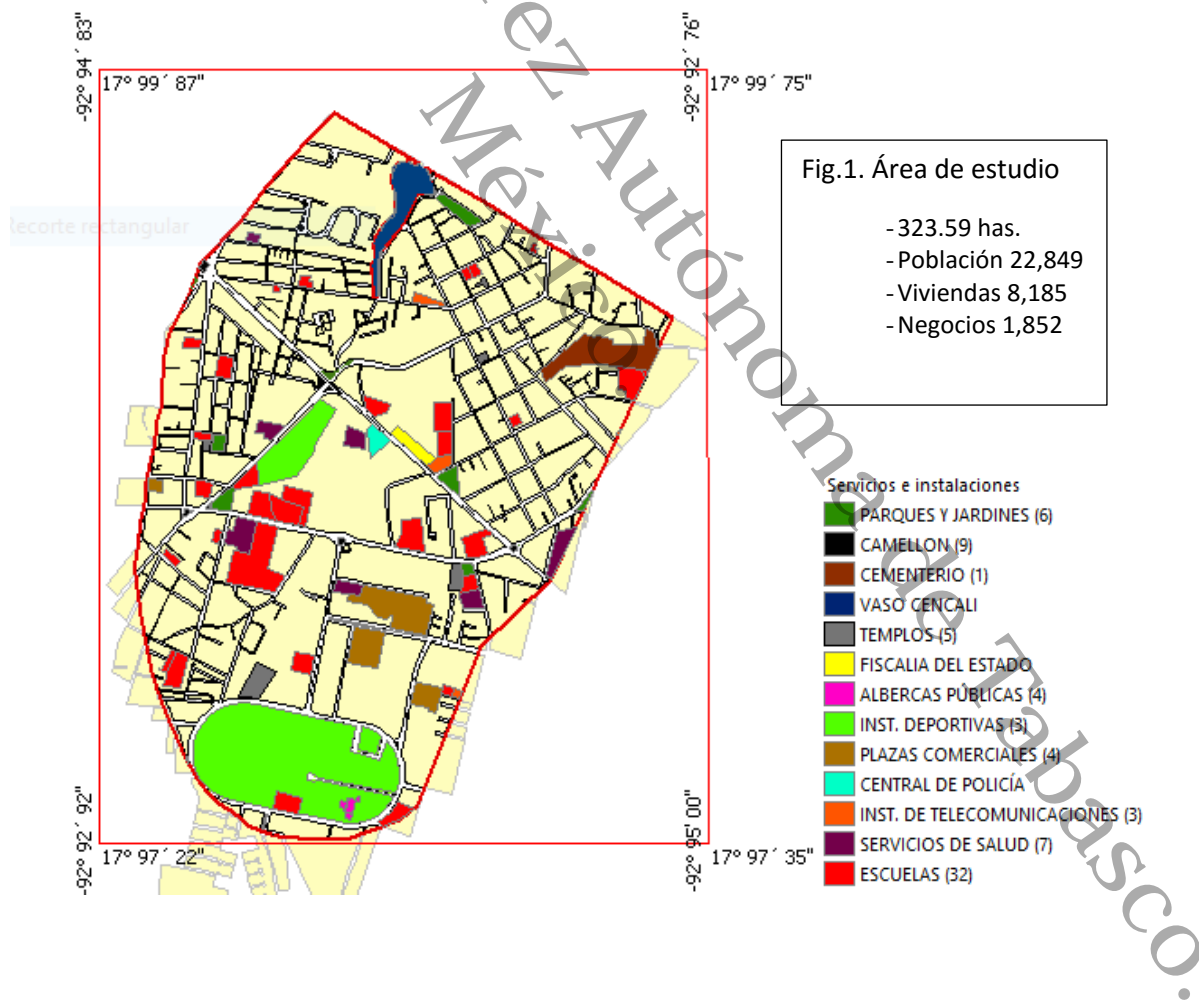 -92° 94 ´ 83"
17° 99 ´ 87"
-92° 92 ´ 76"
17° 99 ´ 75"
ez Autónoma de Tabasco.
México.
Recorte rectangular
Fig.1. Área de estudio
- 323.59 has.
- Población 22,849
- Viviendas 8,185
- Negocios 1,852
Servicios e instalaciones
PARQUES Y JARDINES (6)
CAMELLON (9)
CEMENTERIO (1)
VASO CENCALI
TEMPLOS (5)
FISCALIA DEL ESTADO
ALBERCAS PÚBLICAS (4)
INST. DEPORTIVAS (3)
PLAZAS COMERCIALES (4)
CENTRAL DE POLICÍA
INST. DE TELECOMUNICACIONES (3)
SERVICIOS DE SALUD (7)
ESCUELAS (32)
-92° 92 ´ 92"
17° 97 ´ 22"
-92° 95' 00"
17° 97 ´ 35"